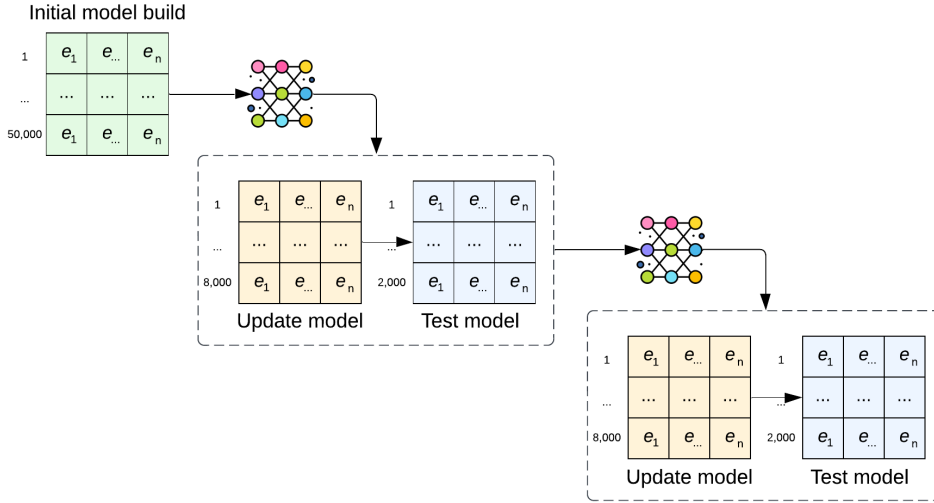 Initial model build
1 e1 e... en
... ... ... ...
50,000 e1 e... en
1 e1 e... en 1 e1 e... en
... ... ... ... ... ... ... ...
8,000 e1 e... en 2,000 e1 e... en
Update model Test model
1 e1 e... en 1 e1 e... en
... ... ... ... ... ... ... ...
8,000 e1 e... en 2,000 e1 e... en
Update model Test model